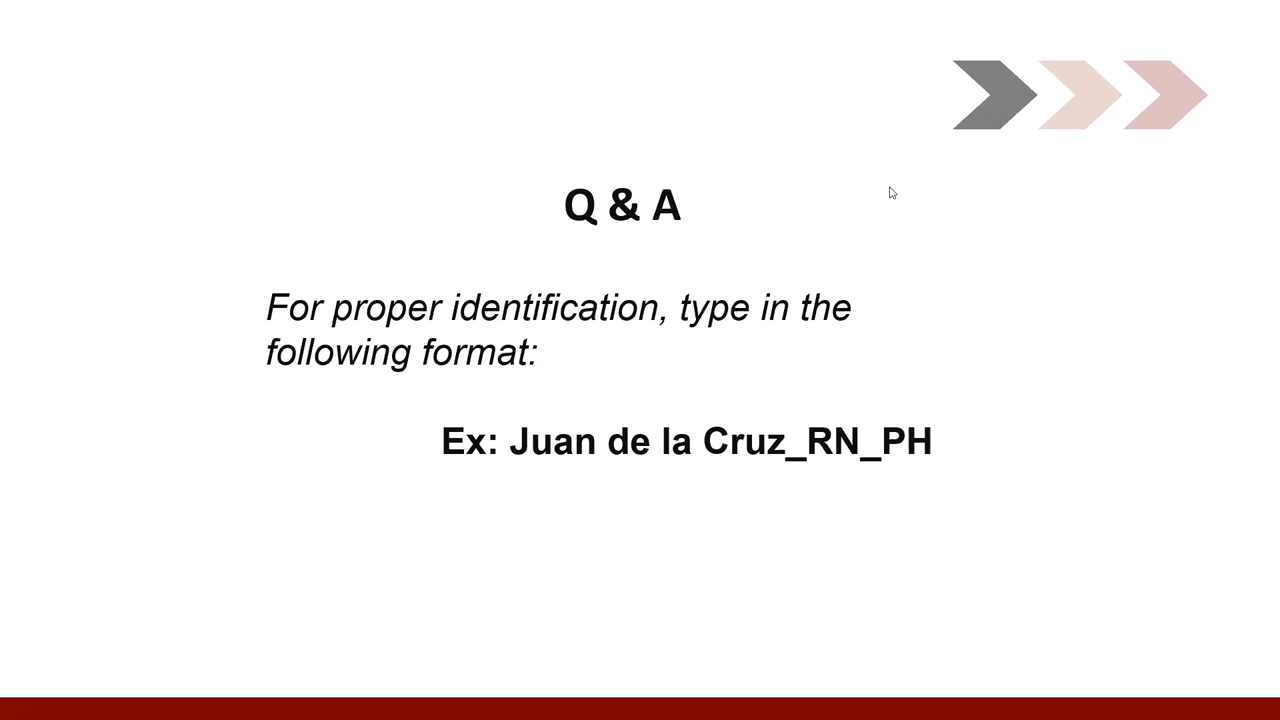 Q & A
For proper identification, type in the
following format:
Ex: Juan de la Cruz_RN_PH